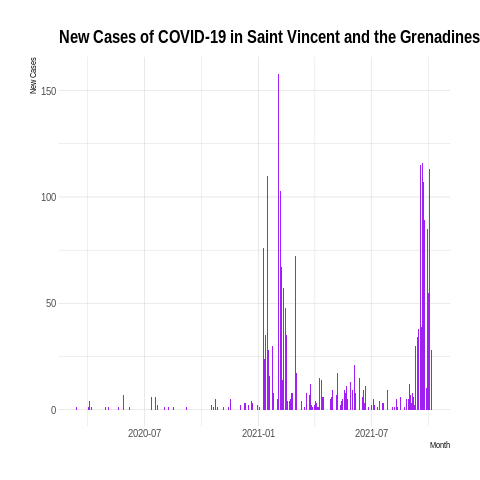 New Cases of COVID-19 in Saint Vincent and the Grenadines
New Cases
150
100
50
0
2020-07
2021-01
2021-07
Month